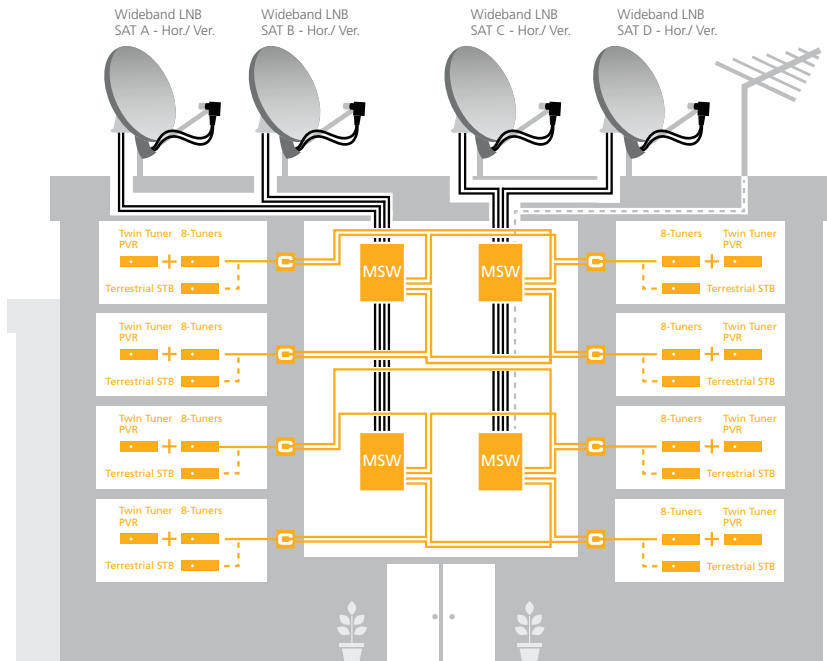 Wideband LNB
SAT A - Hor./ Ver.
Wideband LNB
SAT B - Hor./ Ver.
Wideband LNB
SAT C - Hor./ Ver.
Wideband LNB
SAT D - Hor./ Ver.
Twin Tuner
PVR
8-Tuners
Terrestrial STB
C
MSW
MSW
C
8-Tuners
Twin Tuner
PVR
Terrestrial STB
Twin Tuner
PVR
8-Tuners
Terrestrial STB
C
C
8-Tuners
Twin Tuner
PVR
Terrestrial STB
Twin Tuner
PVR
8-Tuners
Terrestrial STB
C
MSW
MSW
C
8-Tuners
Twin Tuner
PVR
Terrestrial STB
Twin Tuner
PVR
8-Tuners
Terrestrial STB
C
C
8-Tuners
Twin Tuner
PVR
Terrestrial STB